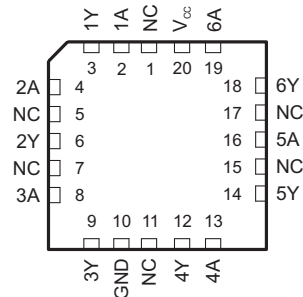 1Y 1A NC VCC 6A
3 2 1 20 19
2A 4 18 6Y
NC 5 17 NC
2Y 6 16 5A
NC 7 15 NC
3A 8 14 5Y
9 10 11 12 13
3Y GND NC 4Y 4A